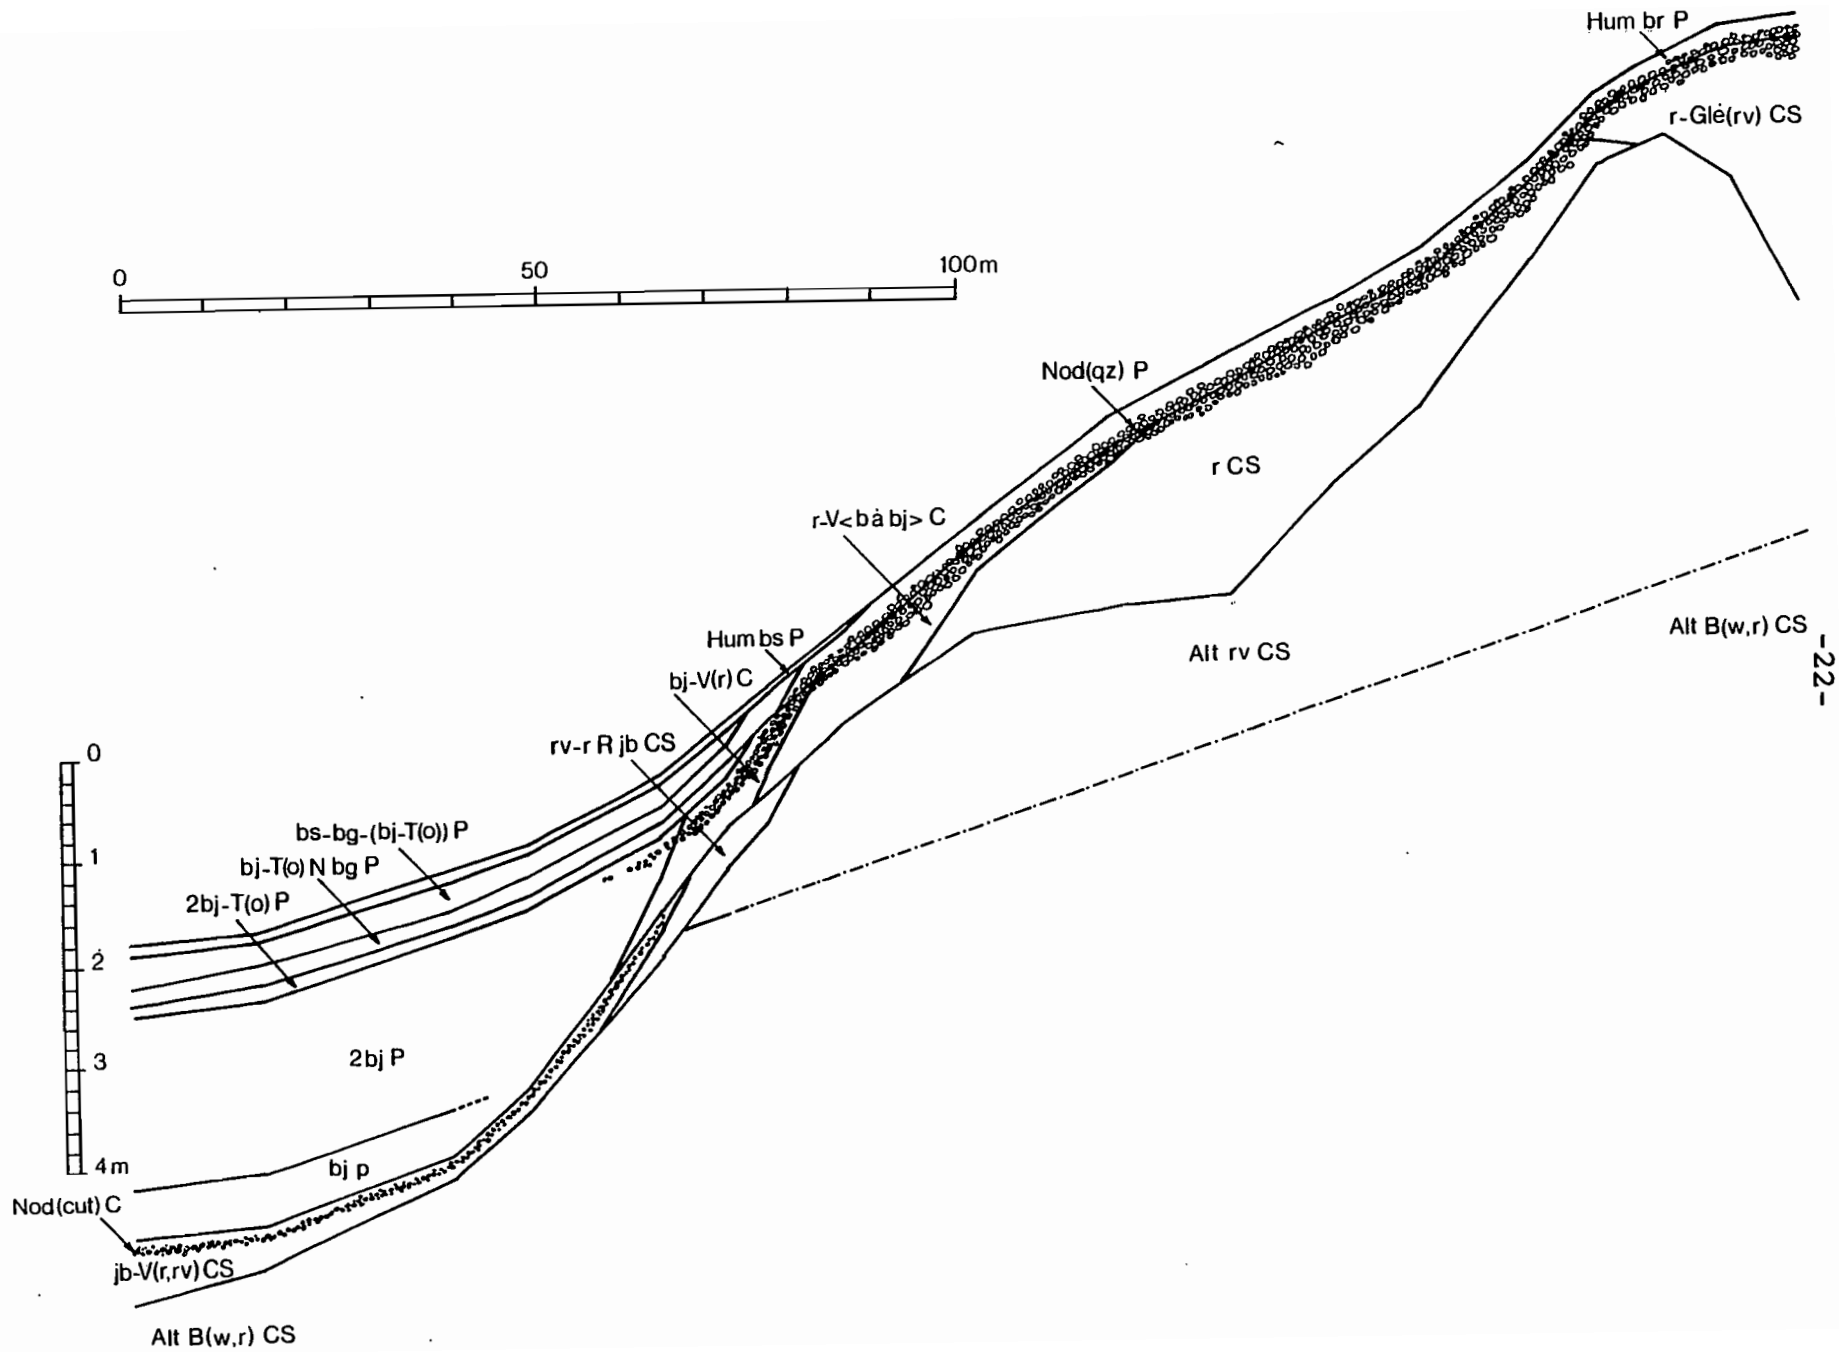 Hum br P
r-Glé(rv) CS
0 50 100m
Nod(qz) P
r CS
r-V<bà bj> C
Hum bs P
Alt rv CS
Alt B(w,r) CS
-22-
bj-V(r) C
rv-r R jb CS
0
bs-bg-(bj-T(o)) P
1
bj-T(o) N bg P
2bj-T(o) P
2
3
2bj P
4m
bj p
Nod(cut) C
jb-V(r,rv) CS
Alt B(w,r) CS